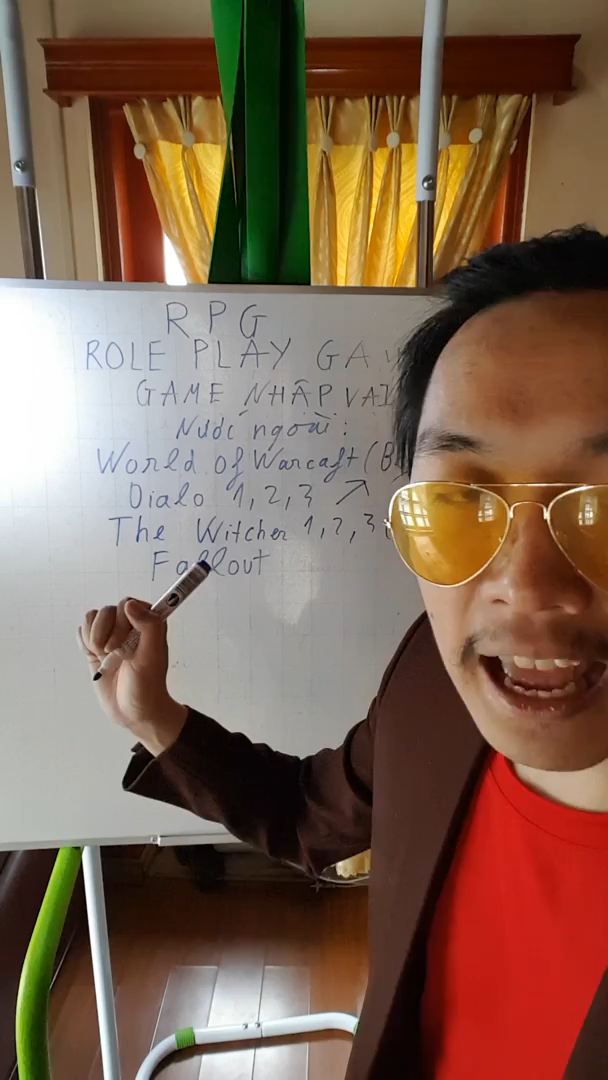 RPG
ROLE PLAY GA
GAME NHẬP VAI
Nước ngoài:
World Of Warcaft (B
Dialo 1, 2, 3
The Witcher 1, 2, 3
Fallout